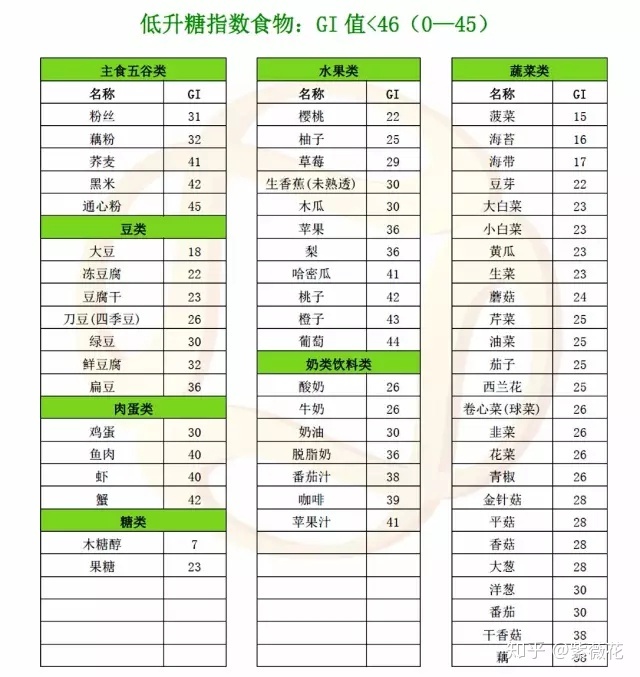 低升糖指数食物：GI 值<46（0—45）
主食五谷类
名称 GI
粉丝 31
藕粉 32
荞麦 41
黑米 42
通心粉 45
豆类
大豆 18
冻豆腐 22
豆腐干 23
刀豆(四季豆) 26
绿豆 30
鲜豆腐 32
扁豆 36
肉蛋类
鸡蛋 30
鱼肉 40
虾 40
蟹 42
糖类
木糖醇 7
果糖 23
水果类
名称 GI
樱桃 22
柚子 25
草莓 29
生香蕉(未熟透) 30
木瓜 30
苹果 36
梨 36
哈密瓜 41
桃子 42
橙子 43
葡萄 44
奶类饮料类
酸奶 26
牛奶 26
奶油 30
脱脂奶 36
番茄汁 38
咖啡 39
苹果汁 41
蔬菜类
名称 GI
菠菜 15
海苔 16
海带 17
豆芽 22
大白菜 23
小白菜 23
黄瓜 23
生菜 23
蘑菇 24
芹菜 25
油菜 25
茄子 25
西兰花 25
卷心菜(球菜) 26
韭菜 26
花菜 26
青椒 26
金针菇 28
平菇 28
香菇 28
大葱 28
洋葱 30
番茄 30
干香菇 38
藕 38
知乎 @紫薇花